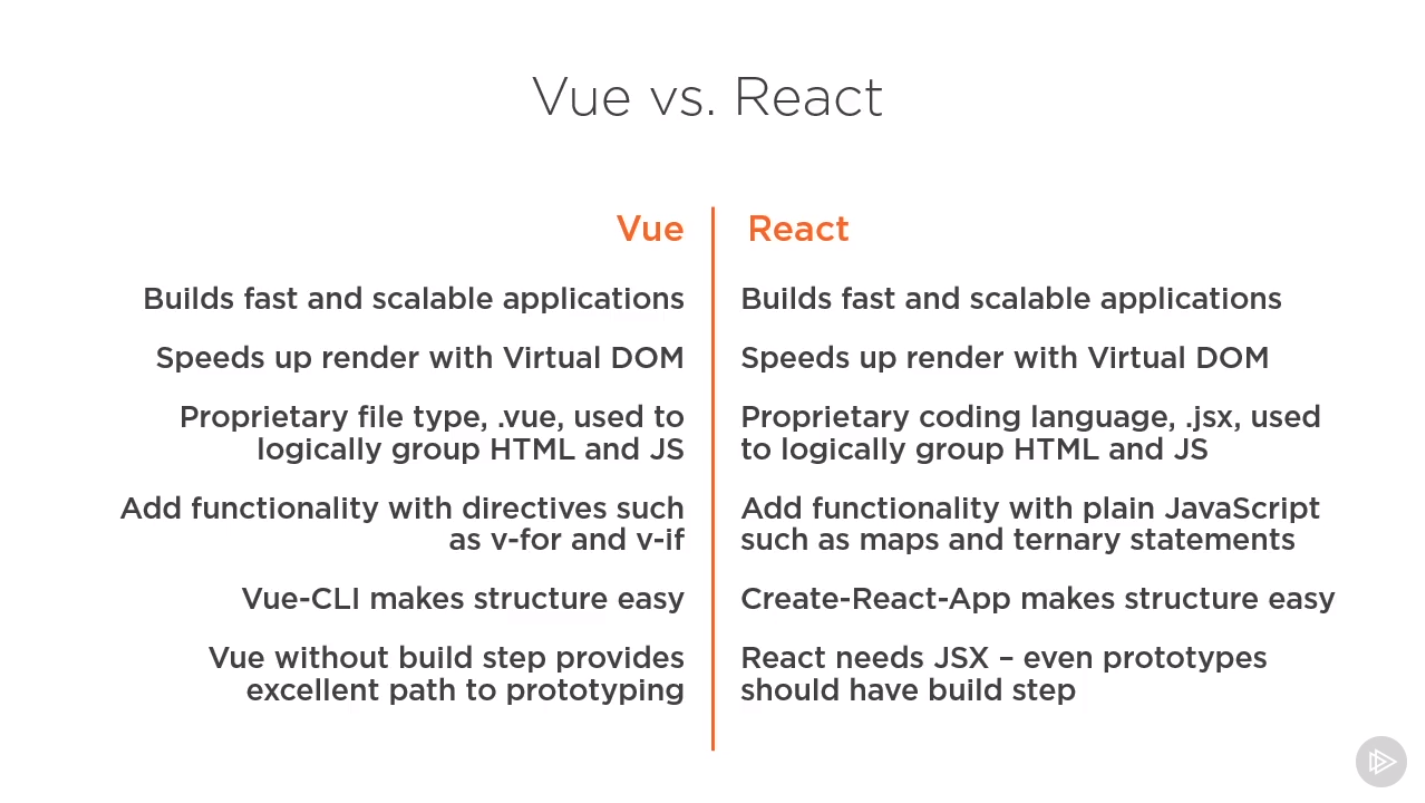 Vue vs. React
Vue
Builds fast and scalable applications
Speeds up render with Virtual DOM
Proprietary file type, .vue, used to
logically group HTML and JS
Add functionality with directives such
as v-for and v-if
Vue-CLI makes structure easy
Vue without build step provides
excellent path to prototyping
React
Builds fast and scalable applications
Speeds up render with Virtual DOM
Proprietary coding language, .jsx, used
to logically group HTML and JS
Add functionality with plain JavaScript
such as maps and ternary statements
Create-React-App makes structure easy
React needs JSX – even prototypes
should have build step